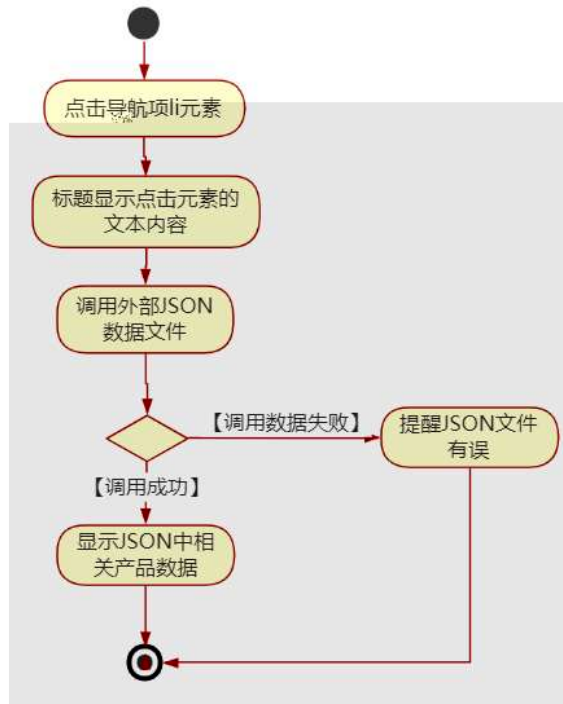 点击导航项li元素
标题显示点击元素的
文本内容
调用外部JSON
数据文件
【调用数据失败】
提醒JSON文件
有误
【调用成功】
显示JSON中相
关产品数据